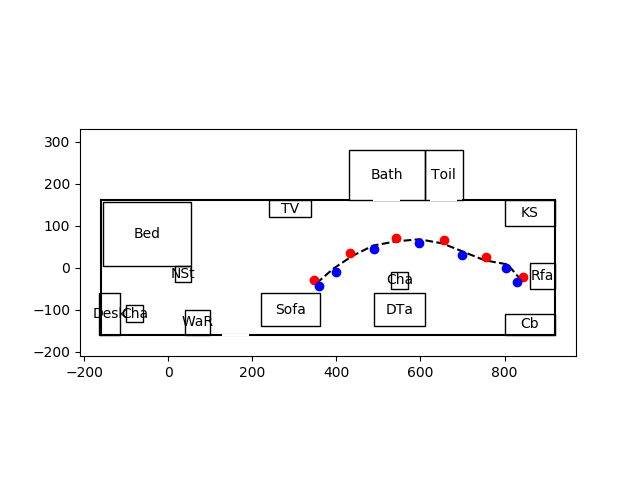 300
Bath Toil
200
TV KS
100
Bed
0
NSt Cha Rfa
−100
Desk Cha WaR Sofa DTa Cb
−200
−200 0 200 400 600 800